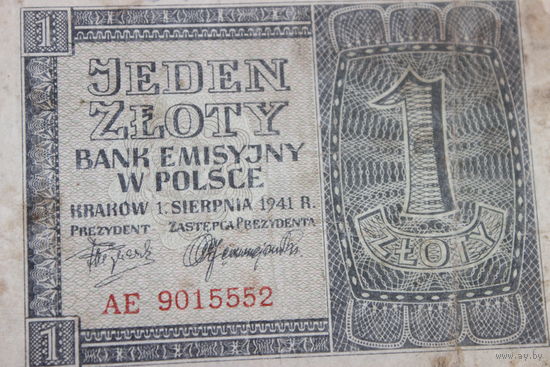 1
JEDEN
ZŁOTY
BANK EMISYJNY
W POLSCE
KRAKÓW 1. SIERPNIA 1941 R.
PREZYDENT ZASTĘPCA PREZYDENTA
AE 9015552
1
1
ZŁOTY
www.ay.by